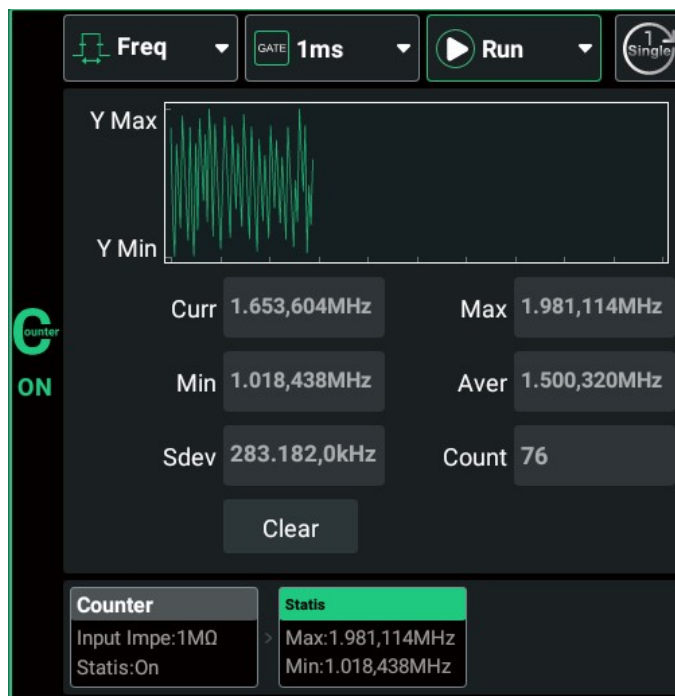 Freq
GATE 1ms
Run
1 Single
Y Max
Y Min
Curr 1.653,604MHz
Max 1.981,114MHz
Min 1.018,438MHz
Aver 1.500,320MHz
Sdev 283.182,0kHz
Count 76
Clear
Counter
ON
Counter
Input Impe:1MΩ
Statis:On
Statis
Max:1.981,114MHz
Min:1.018,438MHz